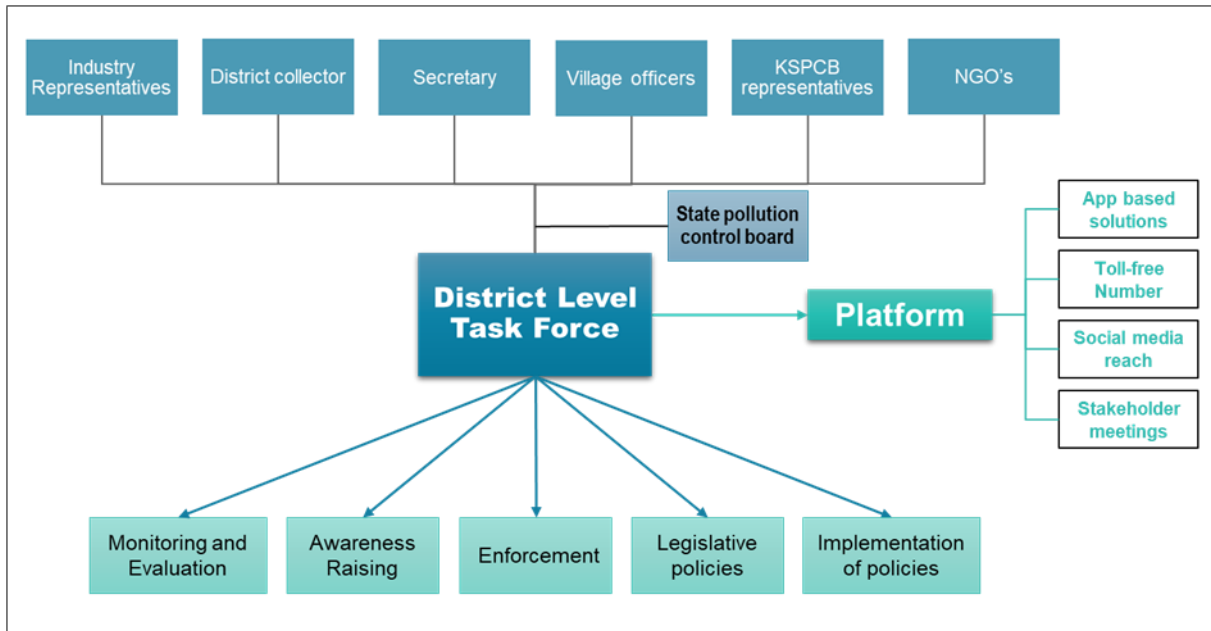 Industry
Representatives
District collector
Secretary
Village officers
KSPCB
representatives
NGO's
State pollution
control board
District Level
Task Force
Platform
App based
solutions
Toll-free
Number
Social media
reach
Stakeholder
meetings
Monitoring and
Evaluation
Awareness
Raising
Enforcement
Legislative
policies
Implementation
of policies